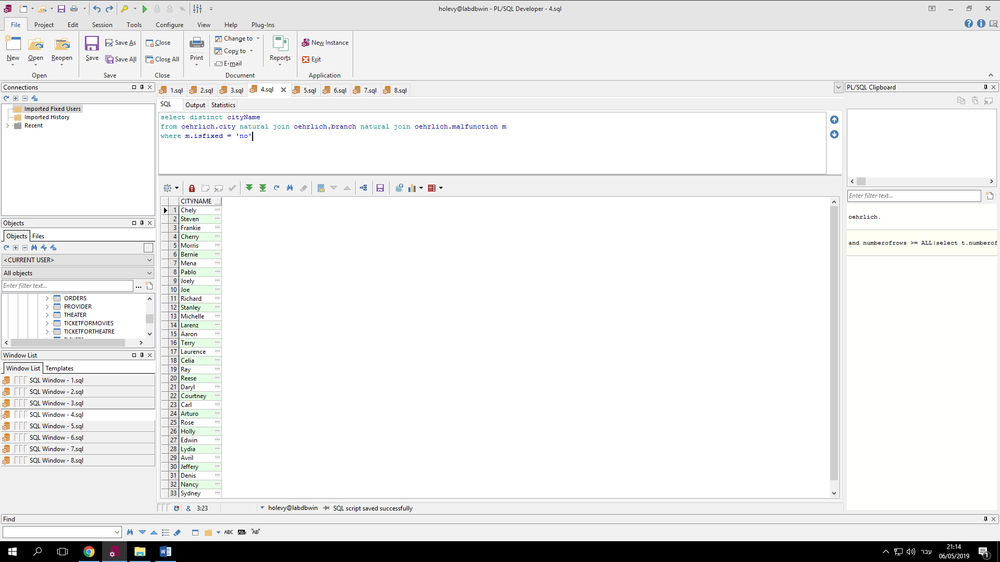 holevy@labdbwin - PL/SQL Developer - 4.sql
File Project Edit Session Tools Configure View Help Plug-Ins
New Open Reopen
Open
Save Save As
Save All
Save
Close
Close All
Close
Print Change to
Copy to
E-mail
Reports
Document
New Instance
Exit
Application
Connections
Imported Fixed Users
Imported History
Recent
Objects
Objects Files
<CURRENT USER>
All objects
Enter filter text...
ORDERS
PROVIDER
THEATER
TICKETFORMOVIES
TICKETFORTHEATRE
Window List
Window List Templates
SQL Window - 1.sql
SQL Window - 2.sql
SQL Window - 3.sql
SQL Window - 4.sql
SQL Window - 5.sql
SQL Window - 6.sql
SQL Window - 7.sql
SQL Window - 8.sql
1.sql 2.sql 3.sql 4.sql 5.sql 6.sql 7.sql 8.sql
SQL Output Statistics
select distinct cityName
from oehrlich.city natural join oehrlich.branch natural join oehrlich.malfunction m
where m.isfixed = 'no'
CITYNAME
1 Chely ...
2 Steven ...
3 Frankie ...
4 Cherry ...
5 Morris ...
6 Bernie ...
7 Mena ...
8 Pablo ...
9 Joely ...
10 Joe ...
11 Richard ...
12 Stanley ...
13 Michelle ...
14 Larenz ...
15 Aaron ...
16 Terry ...
17 Laurence ...
18 Celia ...
19 Ray ...
20 Reese ...
21 Daryl ...
22 Courtney ...
23 Carl ...
24 Arturo ...
25 Rose ...
26 Holly ...
27 Edwin ...
28 Lydia ...
29 Avril ...
30 Jeffery ...
31 Denis ...
32 Nancy ...
33 Sydney ...
& 3:23 holevy@labdbwin SQL script saved successfully
PL/SQL Clipboard
Enter filter text...
oehrlich.
and numberofrows >= ALL(select t.numberof
Find
ABC AB "AB"
עבר
21:14
06/05/2019
1